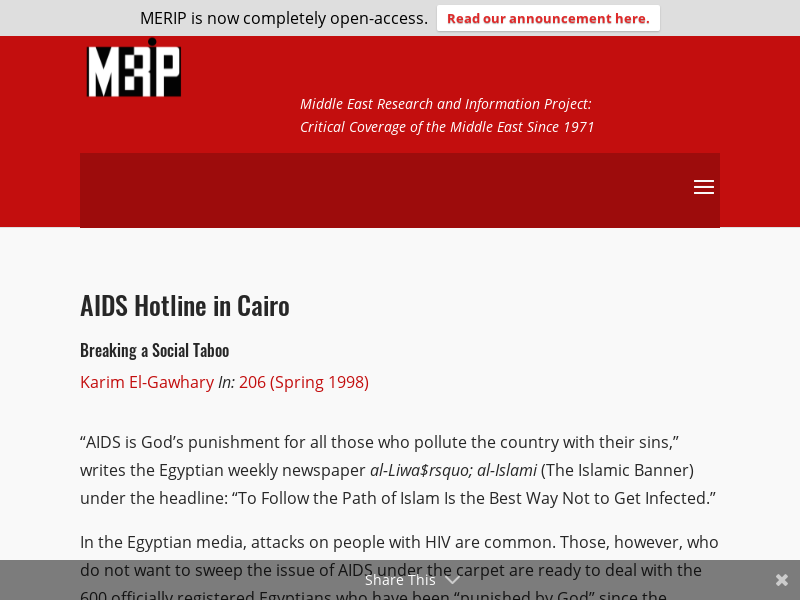 MERIP is now completely open-access. Read our announcement here.
MERIP
Middle East Research and Information Project:
Critical Coverage of the Middle East Since 1971
AIDS Hotline in Cairo
Breaking a Social Taboo
Karim El-Gawhary In: 206 (Spring 1998)
“AIDS is God’s punishment for all those who pollute the country with their sins,”
writes the Egyptian weekly newspaper al-Liwa$rsquo; al-Islami (The Islamic Banner)
under the headline: “To Follow the Path of Islam Is the Best Way Not to Get Infected.”
In the Egyptian media, attacks on people with HIV are common. Those, however, who
do not want to sweep the issue of AIDS under the carpet are ready to deal with the
Share This
600 officially registered Egyptians who have been “punished by God” since the